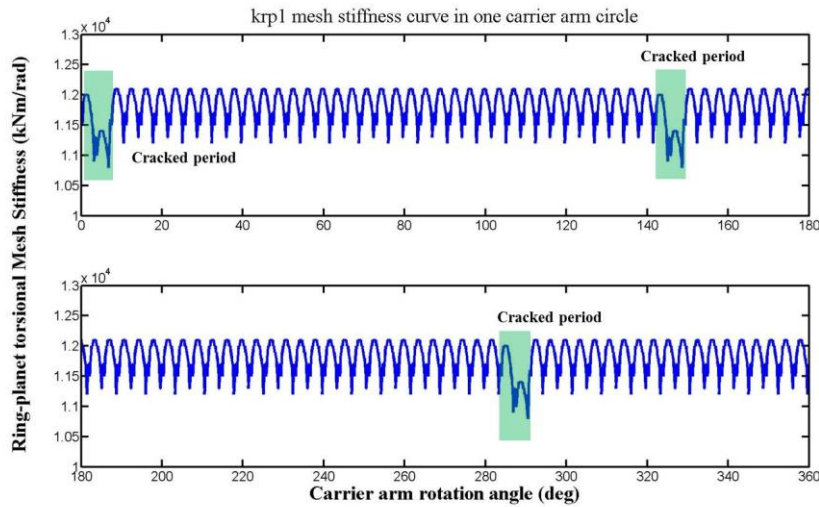 krp1 mesh stiffness curve in one carrier arm circle
x 10^4
1.3
1.25
1.2
1.15
1.1
1.05
1
Cracked period
Cracked period
0 20 40 60 80 100 120 140 160 180
Ring-planet torsional Mesh Stiffness (kNm/rad)
x 10^4
1.3
1.25
1.2
1.15
1.1
1.05
1
Cracked period
180 200 220 240 260 280 300 320 340 360
Carrier arm rotation angle (deg)